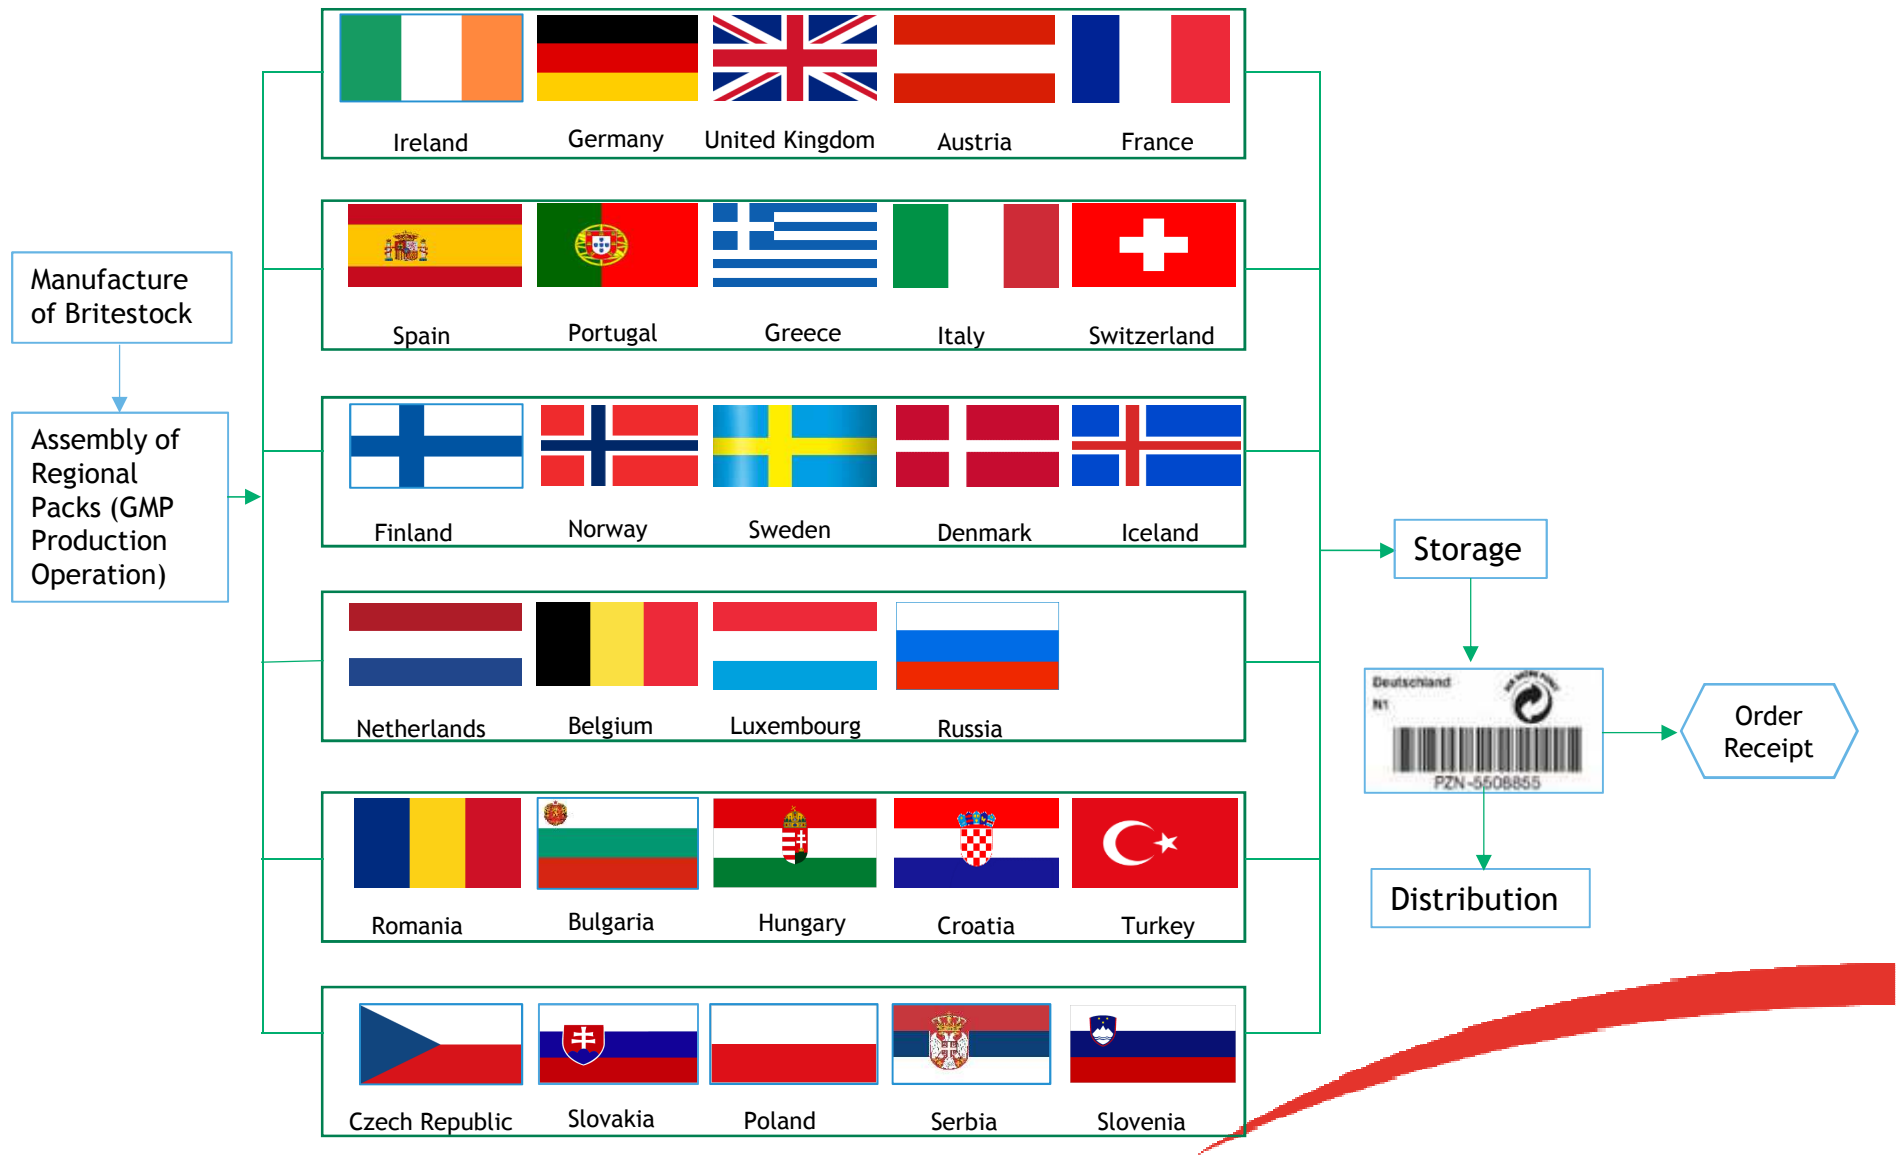 Ireland
Germany
United Kingdom
Austria
France
Spain
Portugal
Greece
Italy
Switzerland
Manufacture
of Britestock
Assembly of
Regional
Packs (GMP
Production
Operation)
Finland
Norway
Sweden
Denmark
Iceland
Netherlands
Belgium
Luxembourg
Russia
Romania
Bulgaria
Hungary
Croatia
Turkey
Czech Republic
Slovakia
Poland
Serbia
Slovenia
Storage
Deutschland
N1
PZN-5508855
Order
Receipt
Distribution